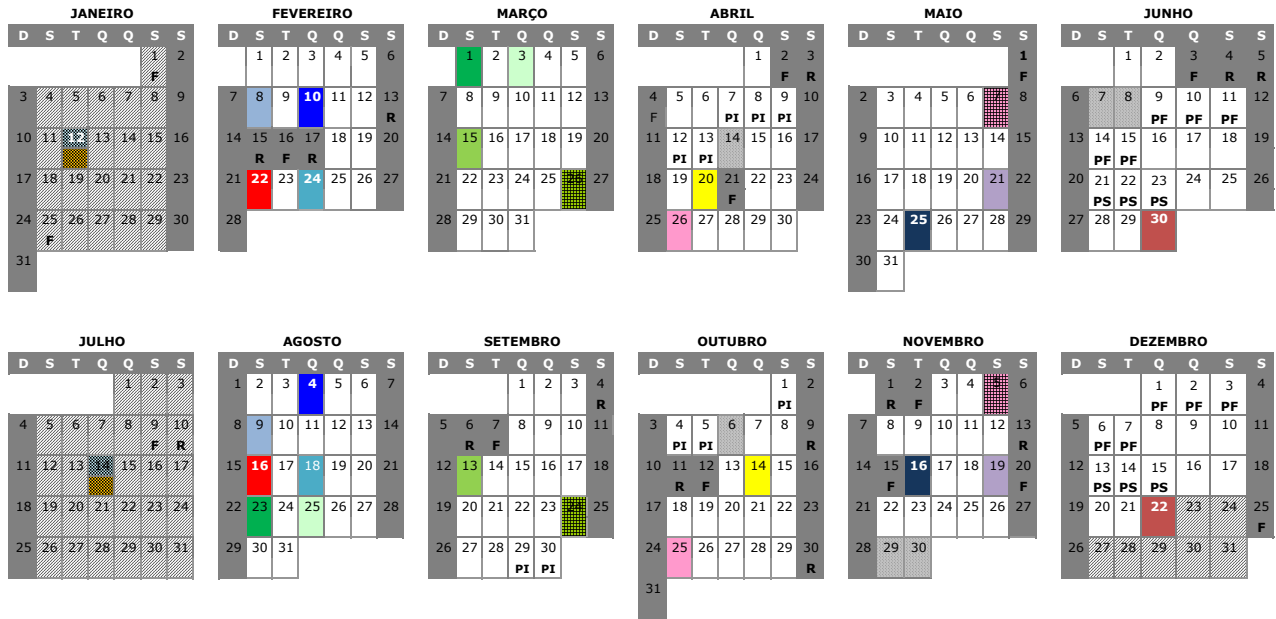 JANEIRO FEVEREIRO MARÇO ABRIL MAIO JUNHO
D S T Q Q S S D S T Q Q S S D S T Q Q S S D S T Q Q S S D S T Q Q S S D S T Q Q S S
1 2 1 2 3 4 5 6 1 2 3 4 5 6 1 2 3 1 1 2 3 4 5
F F R F F R R
3 4 5 6 7 8 9 7 8 9 10 11 12 13 7 8 9 10 11 12 13 4 5 6 7 8 9 10 2 3 4 5 6 7 8 6 7 8 9 10 11 12
R F PI PI PI PF PF PF
10 11 12 13 14 15 16 14 15 16 17 18 19 20 14 15 16 17 18 19 20 11 12 13 14 15 16 17 9 10 11 12 13 14 15 13 14 15 16 17 18 19
R F R PI PI PF PF
17 18 19 20 21 22 23 21 22 23 24 25 26 27 21 22 23 24 25 26 27 18 19 20 21 22 23 24 16 17 18 19 20 21 22 20 21 22 23 24 25 26
F PS PS PS
24 25 26 27 28 29 30 28 28 29 30 31 25 26 27 28 29 30 23 24 25 26 27 28 29 27 28 29 30
F
31 30 31
JULHO AGOSTO SETEMBRO OUTUBRO NOVEMBRO DEZEMBRO
D S T Q Q S S D S T Q Q S S D S T Q Q S S D S T Q Q S S D S T Q Q S S D S T Q Q S S
1 2 3 1 2 3 4 5 6 7 1 2 3 4 1 2 1 2 3 4 5 6 1 2 3 4
R PI R F PF PF PF
4 5 6 7 8 9 10 8 9 10 11 12 13 14 5 6 7 8 9 10 11 3 4 5 6 7 8 9 7 8 9 10 11 12 13 5 6 7 8 9 10 11
F R R F PI PI R R PF PF
11 12 13 14 15 16 17 15 16 17 18 19 20 21 12 13 14 15 16 17 18 10 11 12 13 14 15 16 14 15 16 17 18 19 20 12 13 14 15 16 17 18
R F F F PS PS PS
18 19 20 21 22 23 24 22 23 24 25 26 27 28 19 20 21 22 23 24 25 17 18 19 20 21 22 23 21 22 23 24 25 26 27 19 20 21 22 23 24 25
F
25 26 27 28 29 30 31 29 30 31 26 27 28 29 30 24 25 26 27 28 29 30 28 29 30 26 27 28 29 30 31
PI PI R
31